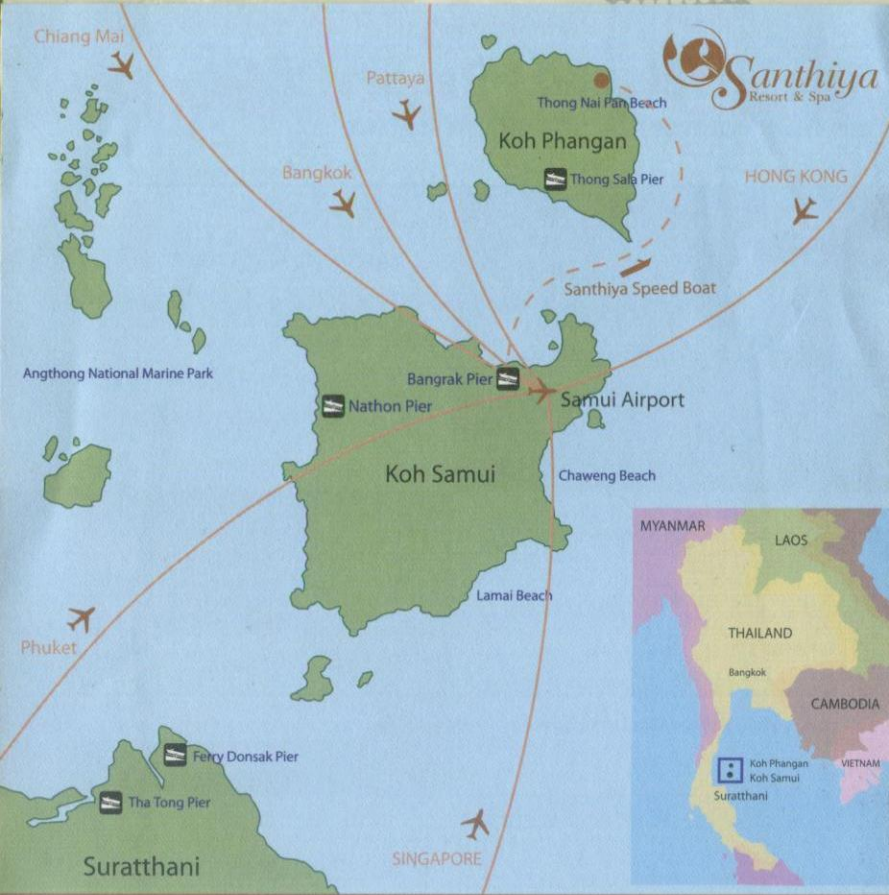 Chiang Mai
Pattaya
Bangkok
Santhiya
Resort & Spa
Thong Nai Pan Beach
Koh Phangan
Thong Sala Pier
HONG KONG
Santhiya Speed Boat
Angthong National Marine Park
Bangrak Pier
Nathon Pier
Samui Airport
Koh Samui
Chaweng Beach
Lamai Beach
Phuket
Ferry Donsak Pier
Tha Tong Pier
Suratthani
SINGAPORE
MYANMAR
LAOS
THAILAND
Bangkok
CAMBODIA
VIETNAM
Koh Phangan
Koh Samui
Suratthani